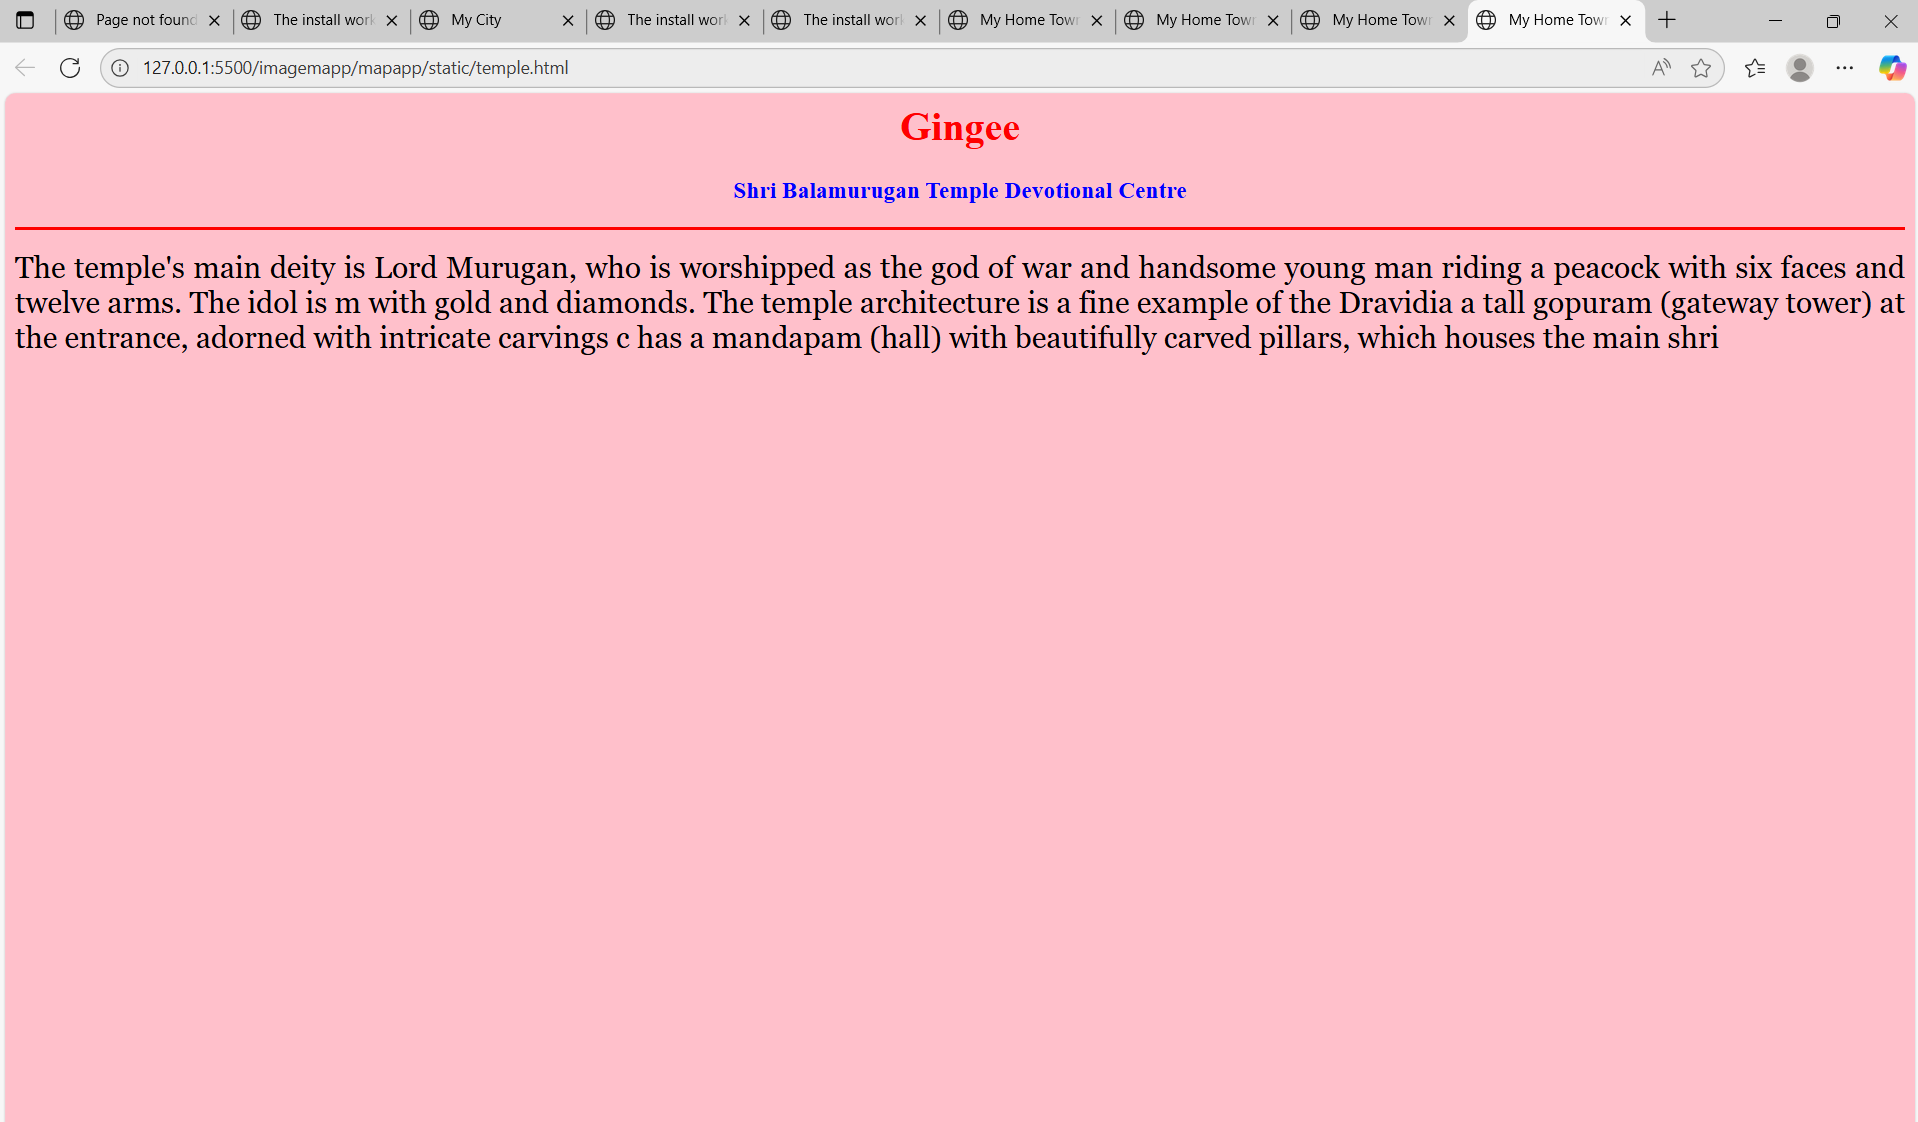 Page not found
The install work
My City
The install work
The install work
My Home Town
My Home Town
My Home Town
My Home Town
127.0.0.1:5500/imagemapp/mapapp/static/temple.html
Gingee
Shri Balamurugan Temple Devotional Centre
The temple's main deity is Lord Murugan, who is worshipped as the god of war and handsome young man riding a peacock with six faces and
twelve arms. The idol is m with gold and diamonds. The temple architecture is a fine example of the Dravidia a tall gopuram (gateway tower) at
the entrance, adorned with intricate carvings c has a mandapam (hall) with beautifully carved pillars, which houses the main shri